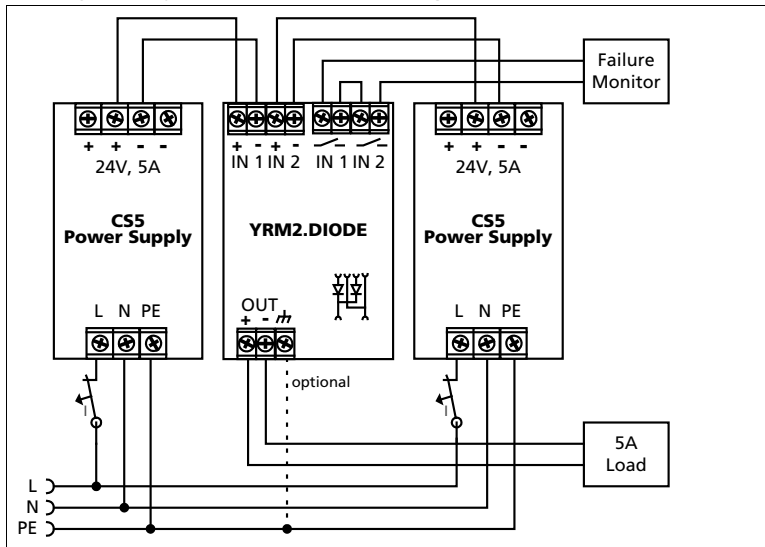 Failure
Monitor
+ + - -
24V, 5A
CS5
Power Supply
L N PE
+ - + -
IN 1 IN 2 IN 1 IN 2
YRM2.DIODE
OUT
+ -
optional
+ + - -
24V, 5A
CS5
Power Supply
L N PE
I
I
5A
Load
L
N
PE